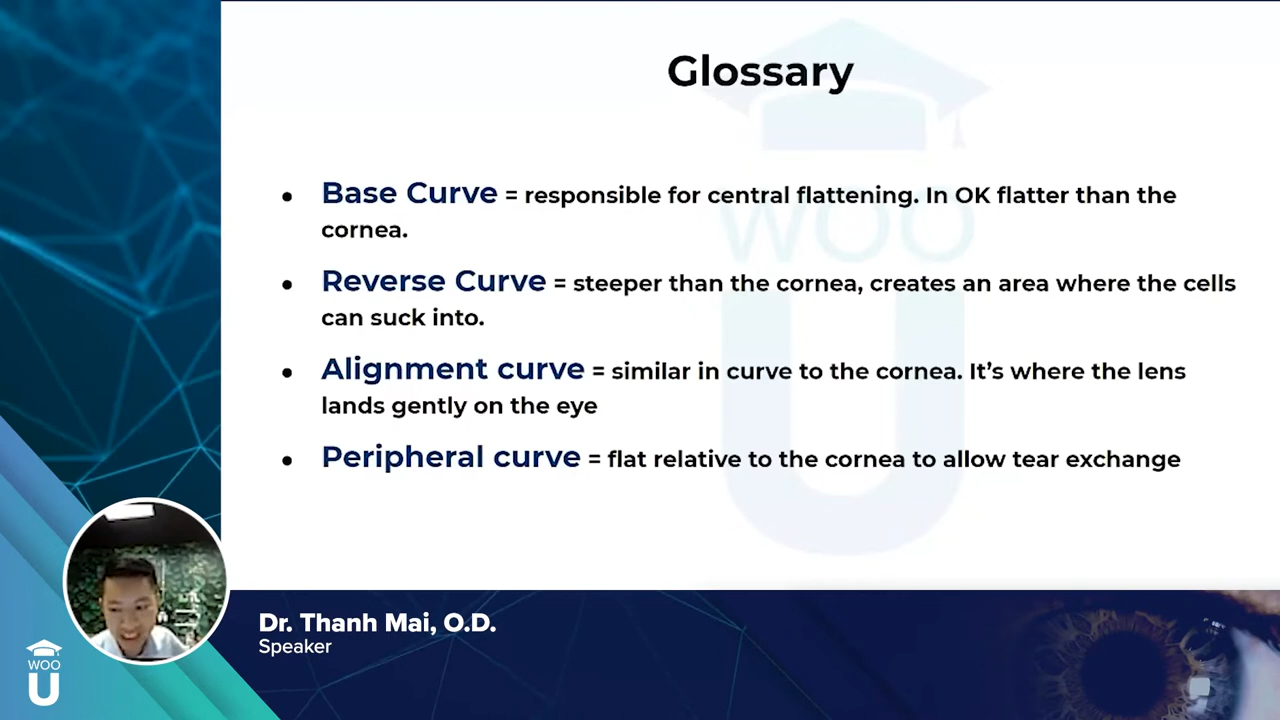 Glossary
WOO
U
• Base Curve = responsible for central flattening. In OK flatter than the
cornea.
• Reverse Curve = steeper than the cornea, creates an area where the cells
can suck into.
• Alignment curve = similar in curve to the cornea. It’s where the lens
lands gently on the eye
• Peripheral curve = flat relative to the cornea to allow tear exchange
Dr. Thanh Mai, O.D.
Speaker
WOO
U